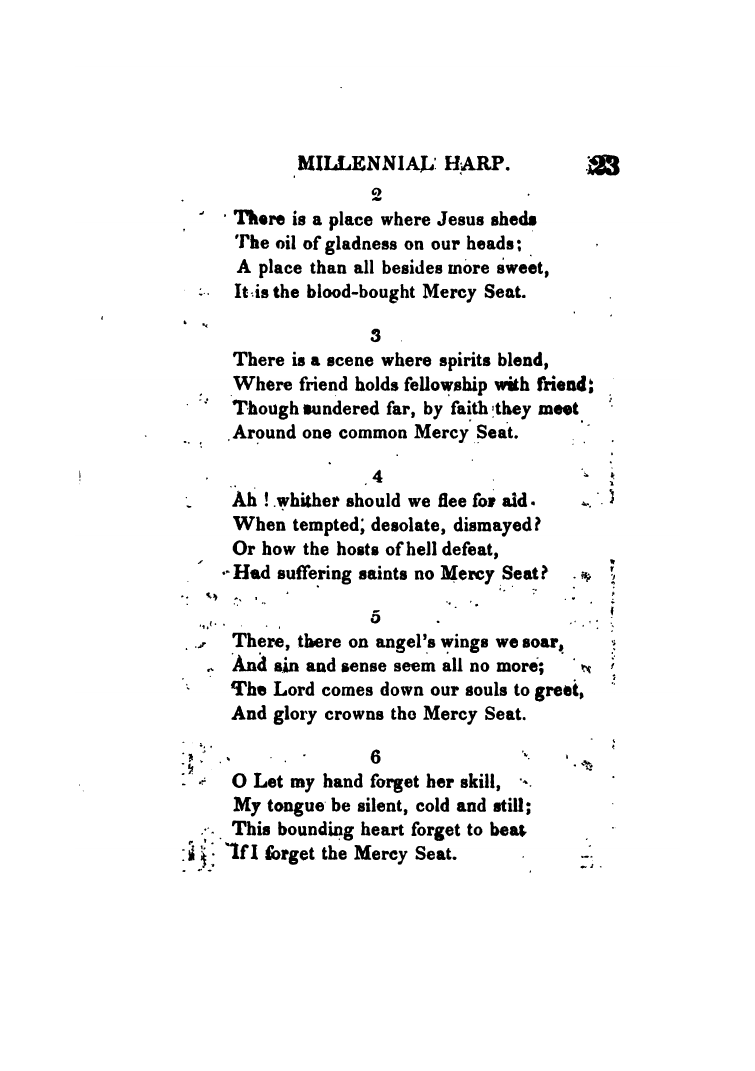 MILLENNIAL HARP. 23
2
There is a place where Jesus sheds
The oil of gladness on our heads;
A place than all besides more sweet,
It is the blood-bought Mercy Seat.
3
There is a scene where spirits blend,
Where friend holds fellowship with friend;
Though sundered far, by faith they meet
Around one common Mercy Seat.
4
Ah ! whither should we flee for aid
When tempted, desolate, dismayed?
Or how the hosts of hell defeat,
Had suffering saints no Mercy Seat?
5
There, there on angel's wings we soar,
And sin and sense seem all no more;
The Lord comes down our souls to greet,
And glory crowns the Mercy Seat.
6
O Let my hand forget her skill,
My tongue be silent, cold and still;
This bounding heart forget to beat
If I forget the Mercy Seat.